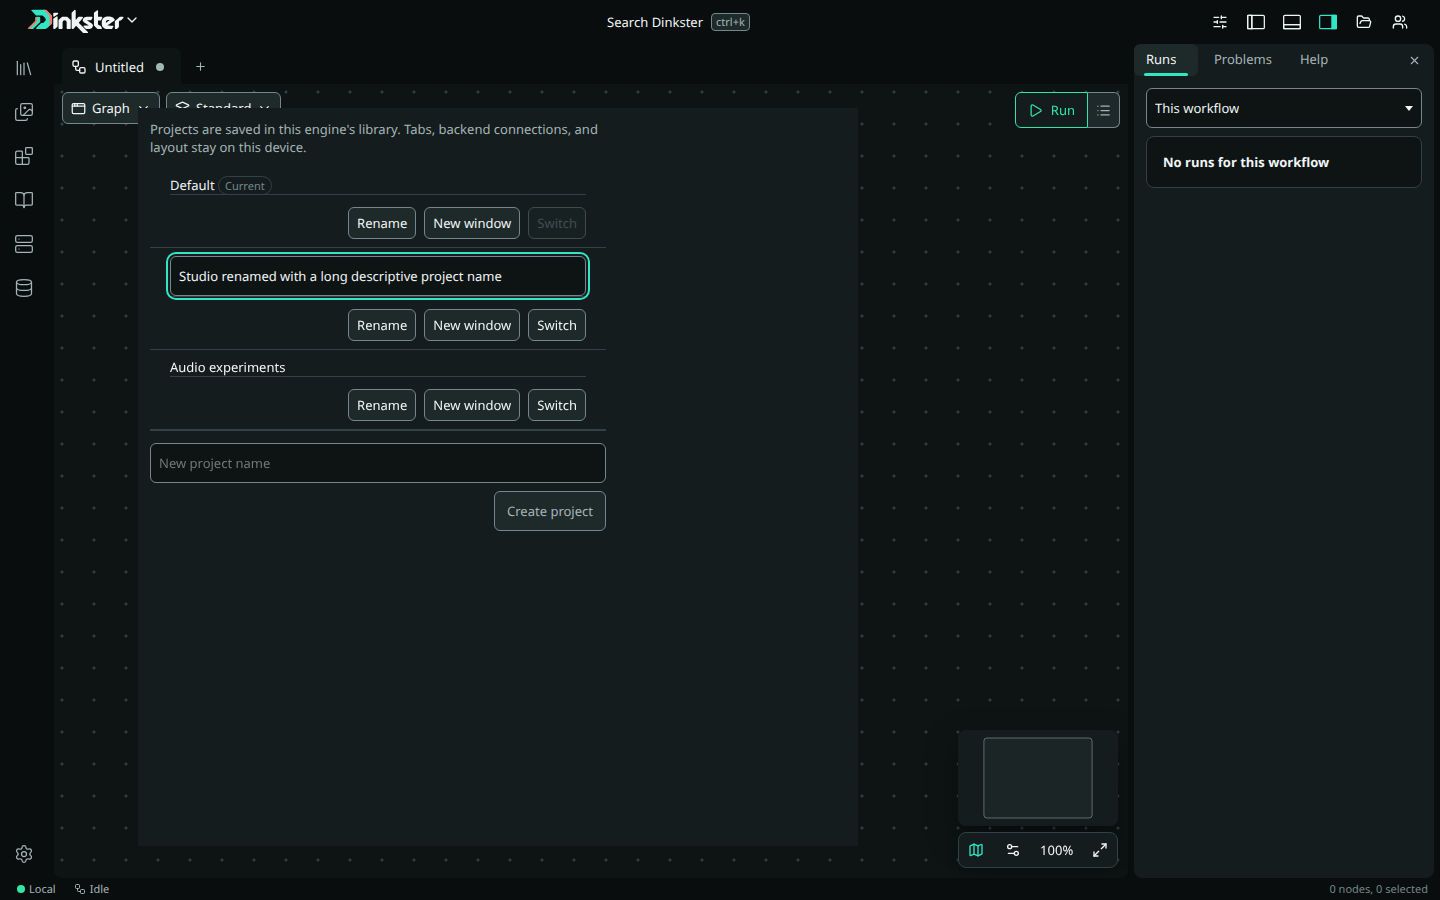 Dinkster
Search Dinkster ctrl+k
Untitled
Graph
Standard
Run
Runs
Problems
Help
This workflow
No runs for this workflow
Projects are saved in this engine's library. Tabs, backend connections, and
layout stay on this device.
Default Current
Rename
New window
Switch
Studio renamed with a long descriptive project name
Rename
New window
Switch
Audio experiments
Rename
New window
Switch
New project name
Create project
100%
Local
Idle
0 nodes, 0 selected